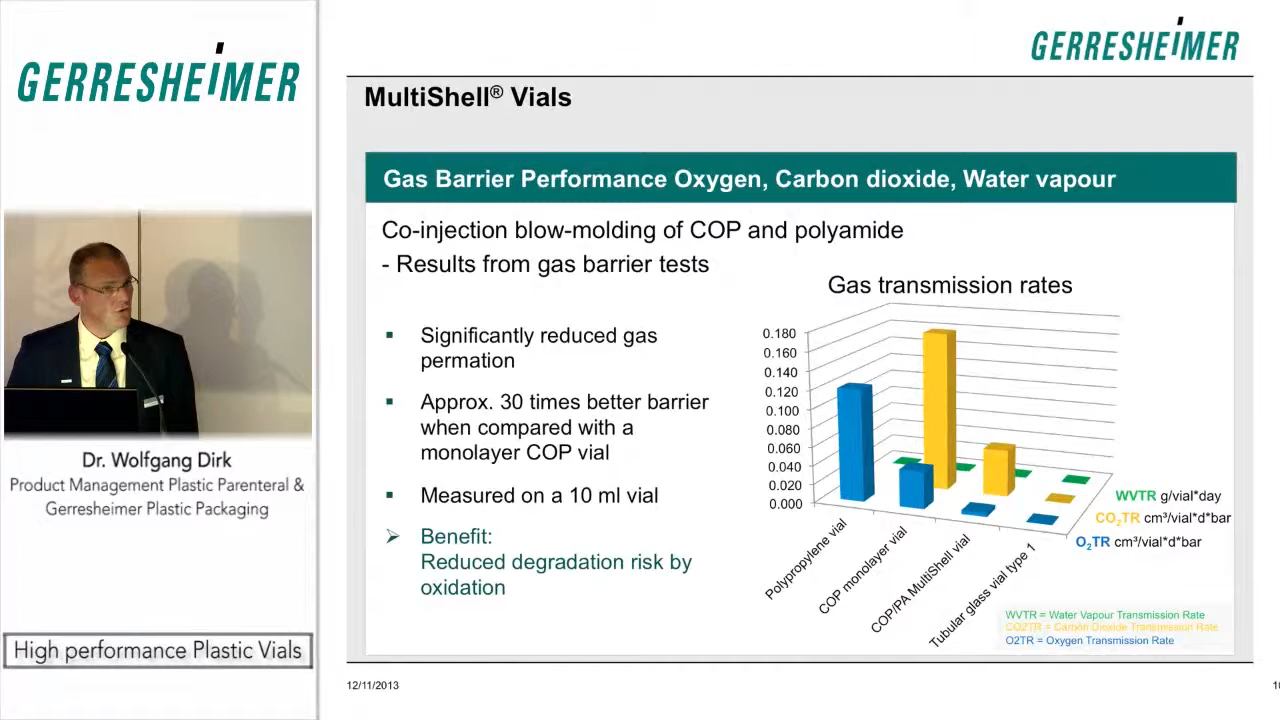 GERRESHEIMER
Dr. Wolfgang Dirk
Product Management Plastic Parenteral &
Gerresheimer Plastic Packaging
High performance Plastic Vials
GERRESHEIMER
MultiShell® Vials
Gas Barrier Performance Oxygen, Carbon dioxide, Water vapour
Co-injection blow-molding of COP and polyamide
- Results from gas barrier tests
▪ Significantly reduced gas
permation
▪ Approx. 30 times better barrier
when compared with a
monolayer COP vial
▪ Measured on a 10 ml vial
➢ Benefit:
Reduced degradation risk by
oxidation
Gas transmission rates
0.180
0.160
0.140
0.120
0.100
0.080
0.060
0.040
0.020
0.000
Polypropylene vial
COP monolayer vial
COP/PA MultiShell vial
Tubular glass vial type 1
WVTR g/vial*day
CO₂TR cm³/vial*d*bar
O₂TR cm³/vial*d*bar
WVTR = Water Vapour Transmission Rate
CO2TR = Carbon Dioxide Transmission Rate
O2TR = Oxygen Transmission Rate
12/11/2013